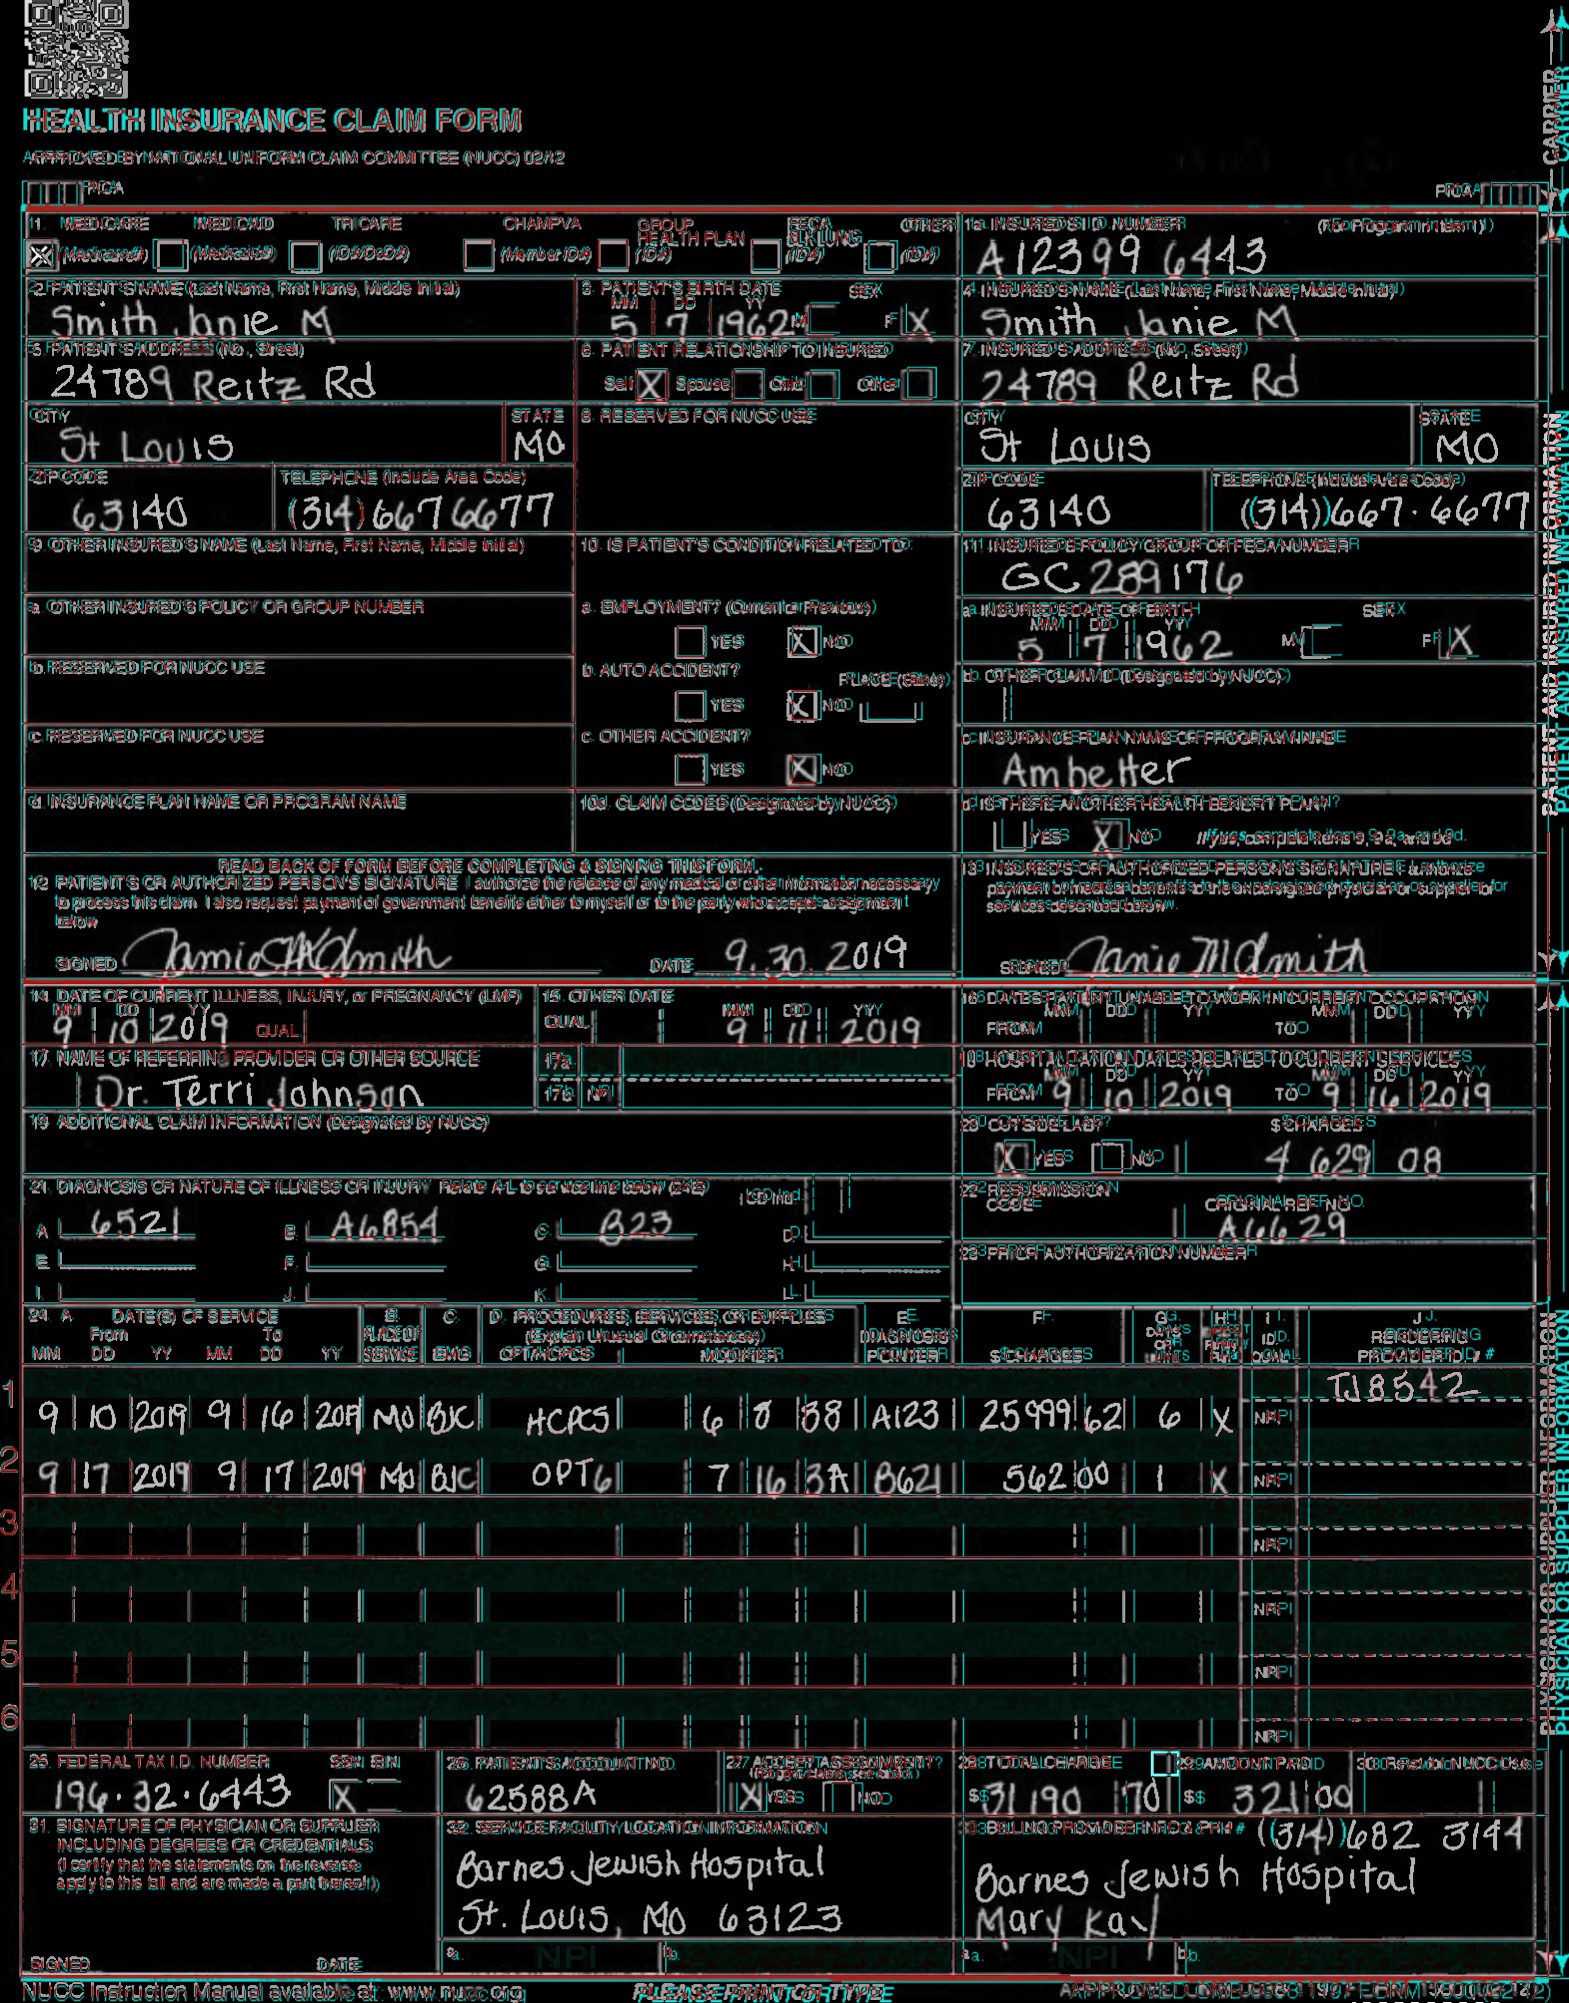 HEALTH INSURANCE CLAIM FORM
APPROVED BY NATIONAL UNIFORM CLAIM COMMITTEE (NUCC) 02/12
PICA PICA
CARRIER
1. MEDICARE MEDICAID TRICARE CHAMPVA GROUP HEALTH PLAN FECA BLK LUNG OTHER
X (Medicare#) (Medicaid#) (ID#/DoD#) (Member ID#) (ID#) (ID#) (ID#)
1a. INSURED'S I.D. NUMBER (For Program in Item 1)
A12399 6443
2. PATIENT'S NAME (Last Name, First Name, Middle Initial)
Smith Janie M
3. PATIENT'S BIRTH DATE SEX
MM DD YY
5 7 1962 M F X
4. INSURED'S NAME (Last Name, First Name, Middle Initial)
Smith Janie M
5. PATIENT'S ADDRESS (No., Street)
24789 Reitz Rd
6. PATIENT RELATIONSHIP TO INSURED
Self X Spouse Child Other
7. INSURED'S ADDRESS (No., Street)
24789 Reitz Rd
CITY STATE
St Louis MO
8. RESERVED FOR NUCC USE
CITY STATE
St Louis MO
ZIP CODE TELEPHONE (Include Area Code)
63140 (314) 667 6677
ZIP CODE TELEPHONE (Include Area Code)
63140 (314) 667.6677
9. OTHER INSURED'S NAME (Last Name, First Name, Middle Initial)
10. IS PATIENT'S CONDITION RELATED TO:
11. INSURED'S POLICY GROUP OR FECA NUMBER
GC 289176
a. OTHER INSURED'S POLICY OR GROUP NUMBER
a. EMPLOYMENT? (Current or Previous)
YES X NO
a. INSURED'S DATE OF BIRTH SEX
MM DD YY
5 7 1962 M F X
b. RESERVED FOR NUCC USE
b. AUTO ACCIDENT? PLACE (State)
YES X NO
b. OTHER CLAIM ID (Designated by NUCC)
c. RESERVED FOR NUCC USE
c. OTHER ACCIDENT?
YES X NO
c. INSURANCE PLAN NAME OR PROGRAM NAME
Ambetter
d. INSURANCE PLAN NAME OR PROGRAM NAME
10d. CLAIM CODES (Designated by NUCC)
d. IS THERE ANOTHER HEALTH BENEFIT PLAN?
YES X NO If yes, complete items 9, 9a, and 9d.
PATIENT AND INSURED INFORMATION
READ BACK OF FORM BEFORE COMPLETING & SIGNING THIS FORM.
12. PATIENT'S OR AUTHORIZED PERSON'S SIGNATURE I authorize the release of any medical or other information necessary
to process this claim. I also request payment of government benefits either to myself or to the party who accepts assignment
below.
SIGNED Janie M Smith DATE 9.30.2019
13. INSURED'S OR AUTHORIZED PERSON'S SIGNATURE I authorize
payment of medical benefits to the undersigned physician or supplier for
services described below.
SIGNED Janie M Smith
14. DATE OF CURRENT ILLNESS, INJURY, or PREGNANCY (LMP)
MM DD YY
9 10 2019 QUAL.
15. OTHER DATE
QUAL. MM DD YY
9 11 2019
16. DATES PATIENT UNABLE TO WORK IN CURRENT OCCUPATION
MM DD YY MM DD YY
FROM TO
17. NAME OF REFERRING PROVIDER OR OTHER SOURCE
Dr. Terri Johnson
17a.
17b. NPI
18. HOSPITALIZATION DATES RELATED TO CURRENT SERVICES
MM DD YY MM DD YY
FROM 9 10 2019 TO 9 16 2019
19. ADDITIONAL CLAIM INFORMATION (Designated by NUCC)
20. OUTSIDE LAB? $ CHARGES
X YES NO 4 629 08
21. DIAGNOSIS OR NATURE OF ILLNESS OR INJURY Relate A-L to service line below (24E) ICD Ind.
A. 6521 B. A6854 C. B23 D.
E. F. G. H.
I. J. K. L.
22. RESUBMISSION CODE ORIGINAL REF. NO.
A6629
23. PRIOR AUTHORIZATION NUMBER
24. A. DATE(S) OF SERVICE B. PLACE OF SERVICE C. EMG D. PROCEDURES, SERVICES, OR SUPPLIES E. DIAGNOSIS POINTER F. $ CHARGES G. DAYS OR UNITS H. EPSDT Family Plan I. ID. QUAL. J. RENDERING PROVIDER ID. #
From To (Explain Unusual Circumstances)
MM DD YY MM DD YY CPT/HCPCS MODIFIER
TJ8542
1 9 10 2019 9 16 2019 MO BJC HCPCS 6 8 88 A123 25999 62 6 X NPI
2 9 17 2019 9 17 2019 MO BJC OPT6 7 16 3A B621 562 00 1 X NPI
3 NPI
4 NPI
5 NPI
6 NPI
PHYSICIAN OR SUPPLIER INFORMATION
25. FEDERAL TAX I.D. NUMBER SSN EIN
196.32.6443 X
26. PATIENT'S ACCOUNT NO.
62588A
27. ACCEPT ASSIGNMENT?
(For govt. claims, see back)
X YES NO
28. TOTAL CHARGE
$ 31190 70
29. AMOUNT PAID
$ 321 00
30. Rsvd for NUCC Use
31. SIGNATURE OF PHYSICIAN OR SUPPLIER
INCLUDING DEGREES OR CREDENTIALS
(I certify that the statements on the reverse
apply to this bill and are made a part thereof.)
SIGNED DATE
32. SERVICE FACILITY LOCATION INFORMATION
Barnes Jewish Hospital
St. Louis, MO 63123
a. NPI b.
33. BILLING PROVIDER INFO & PH # (314) 682 3144
Barnes Jewish Hospital
Mary Kay
a. NPI b.
NUCC Instruction Manual available at: www.nucc.org
PLEASE PRINT OR TYPE